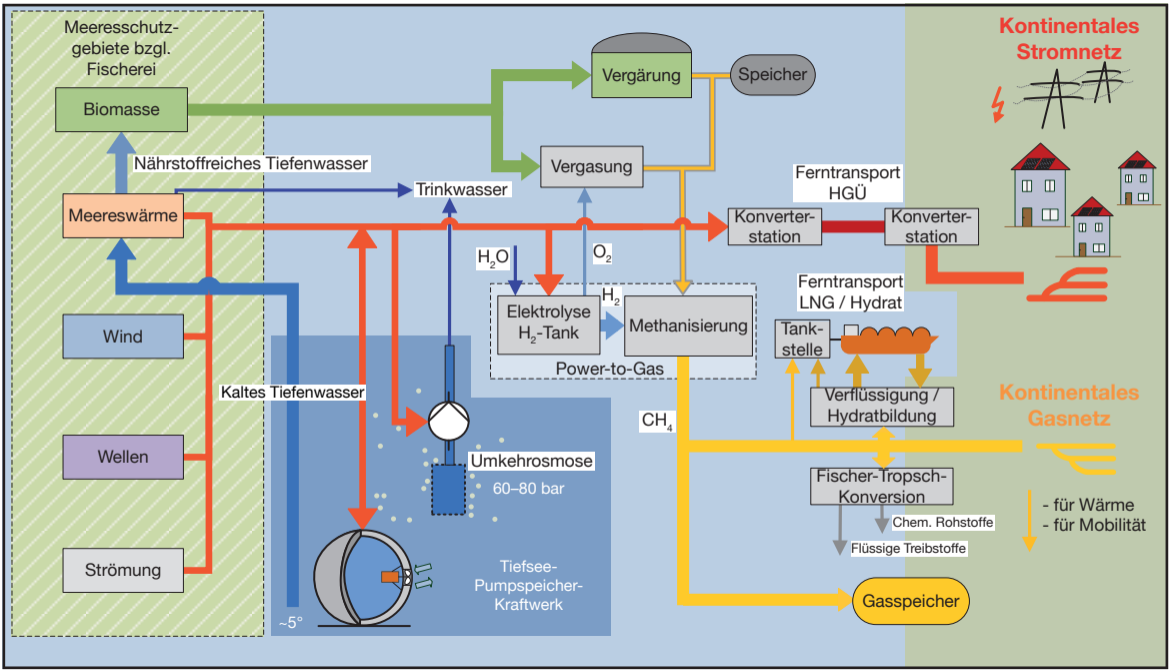 Meeresschutz-
gebiete bzgl.
Fischerei
Biomasse
Nährstoffreiches Tiefenwasser
Meereswärme
Wind
Kaltes Tiefenwasser
Wellen
Strömung
~5°
Vergärung
Speicher
Vergasung
Trinkwasser
H₂O
O₂
H₂
Elektrolyse
H₂-Tank
Methanisierung
Power-to-Gas
CH₄
Umkehrosmose
60–80 bar
Tiefsee-
Pumpspeicher-
Kraftwerk
Ferntransport
HGÜ
Konverter-
station
Konverter-
station
Ferntransport
LNG / Hydrat
Tank-
stelle
Verflüssigung /
Hydratbildung
Fischer-Tropsch-
Konversion
Chem. Rohstoffe
Flüssige Treibstoffe
Gasspeicher
Kontinentales
Stromnetz
Kontinentales
Gasnetz
- für Wärme
- für Mobilität